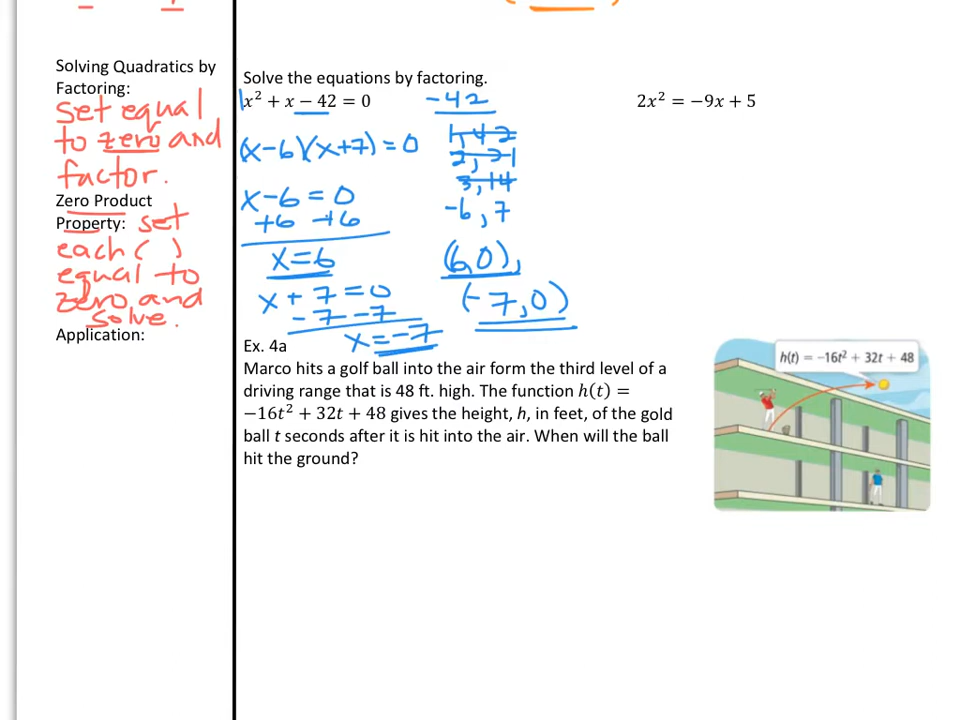 Solving Quadratics by
Factoring:
set equal
to zero and
factor.
Zero Product
Property: set
each ( )
equal to
zero and
solve.
Application:
Solve the equations by factoring.
x² + x − 42 = 0
(x-6)(x+7) = 0
x-6 = 0
+6 +6
x=6
x + 7 = 0
-7 -7
x = -7
-42
1, 42
2, 21
3, 14
-6, 7
(6,0),
(-7,0)
2x² = −9x + 5
Ex. 4a
Marco hits a golf ball into the air form the third level of a
driving range that is 48 ft. high. The function h(t) =
−16t² + 32t + 48 gives the height, h, in feet, of the gold
ball t seconds after it is hit into the air. When will the ball
hit the ground?
h(t) = −16t² + 32t + 48